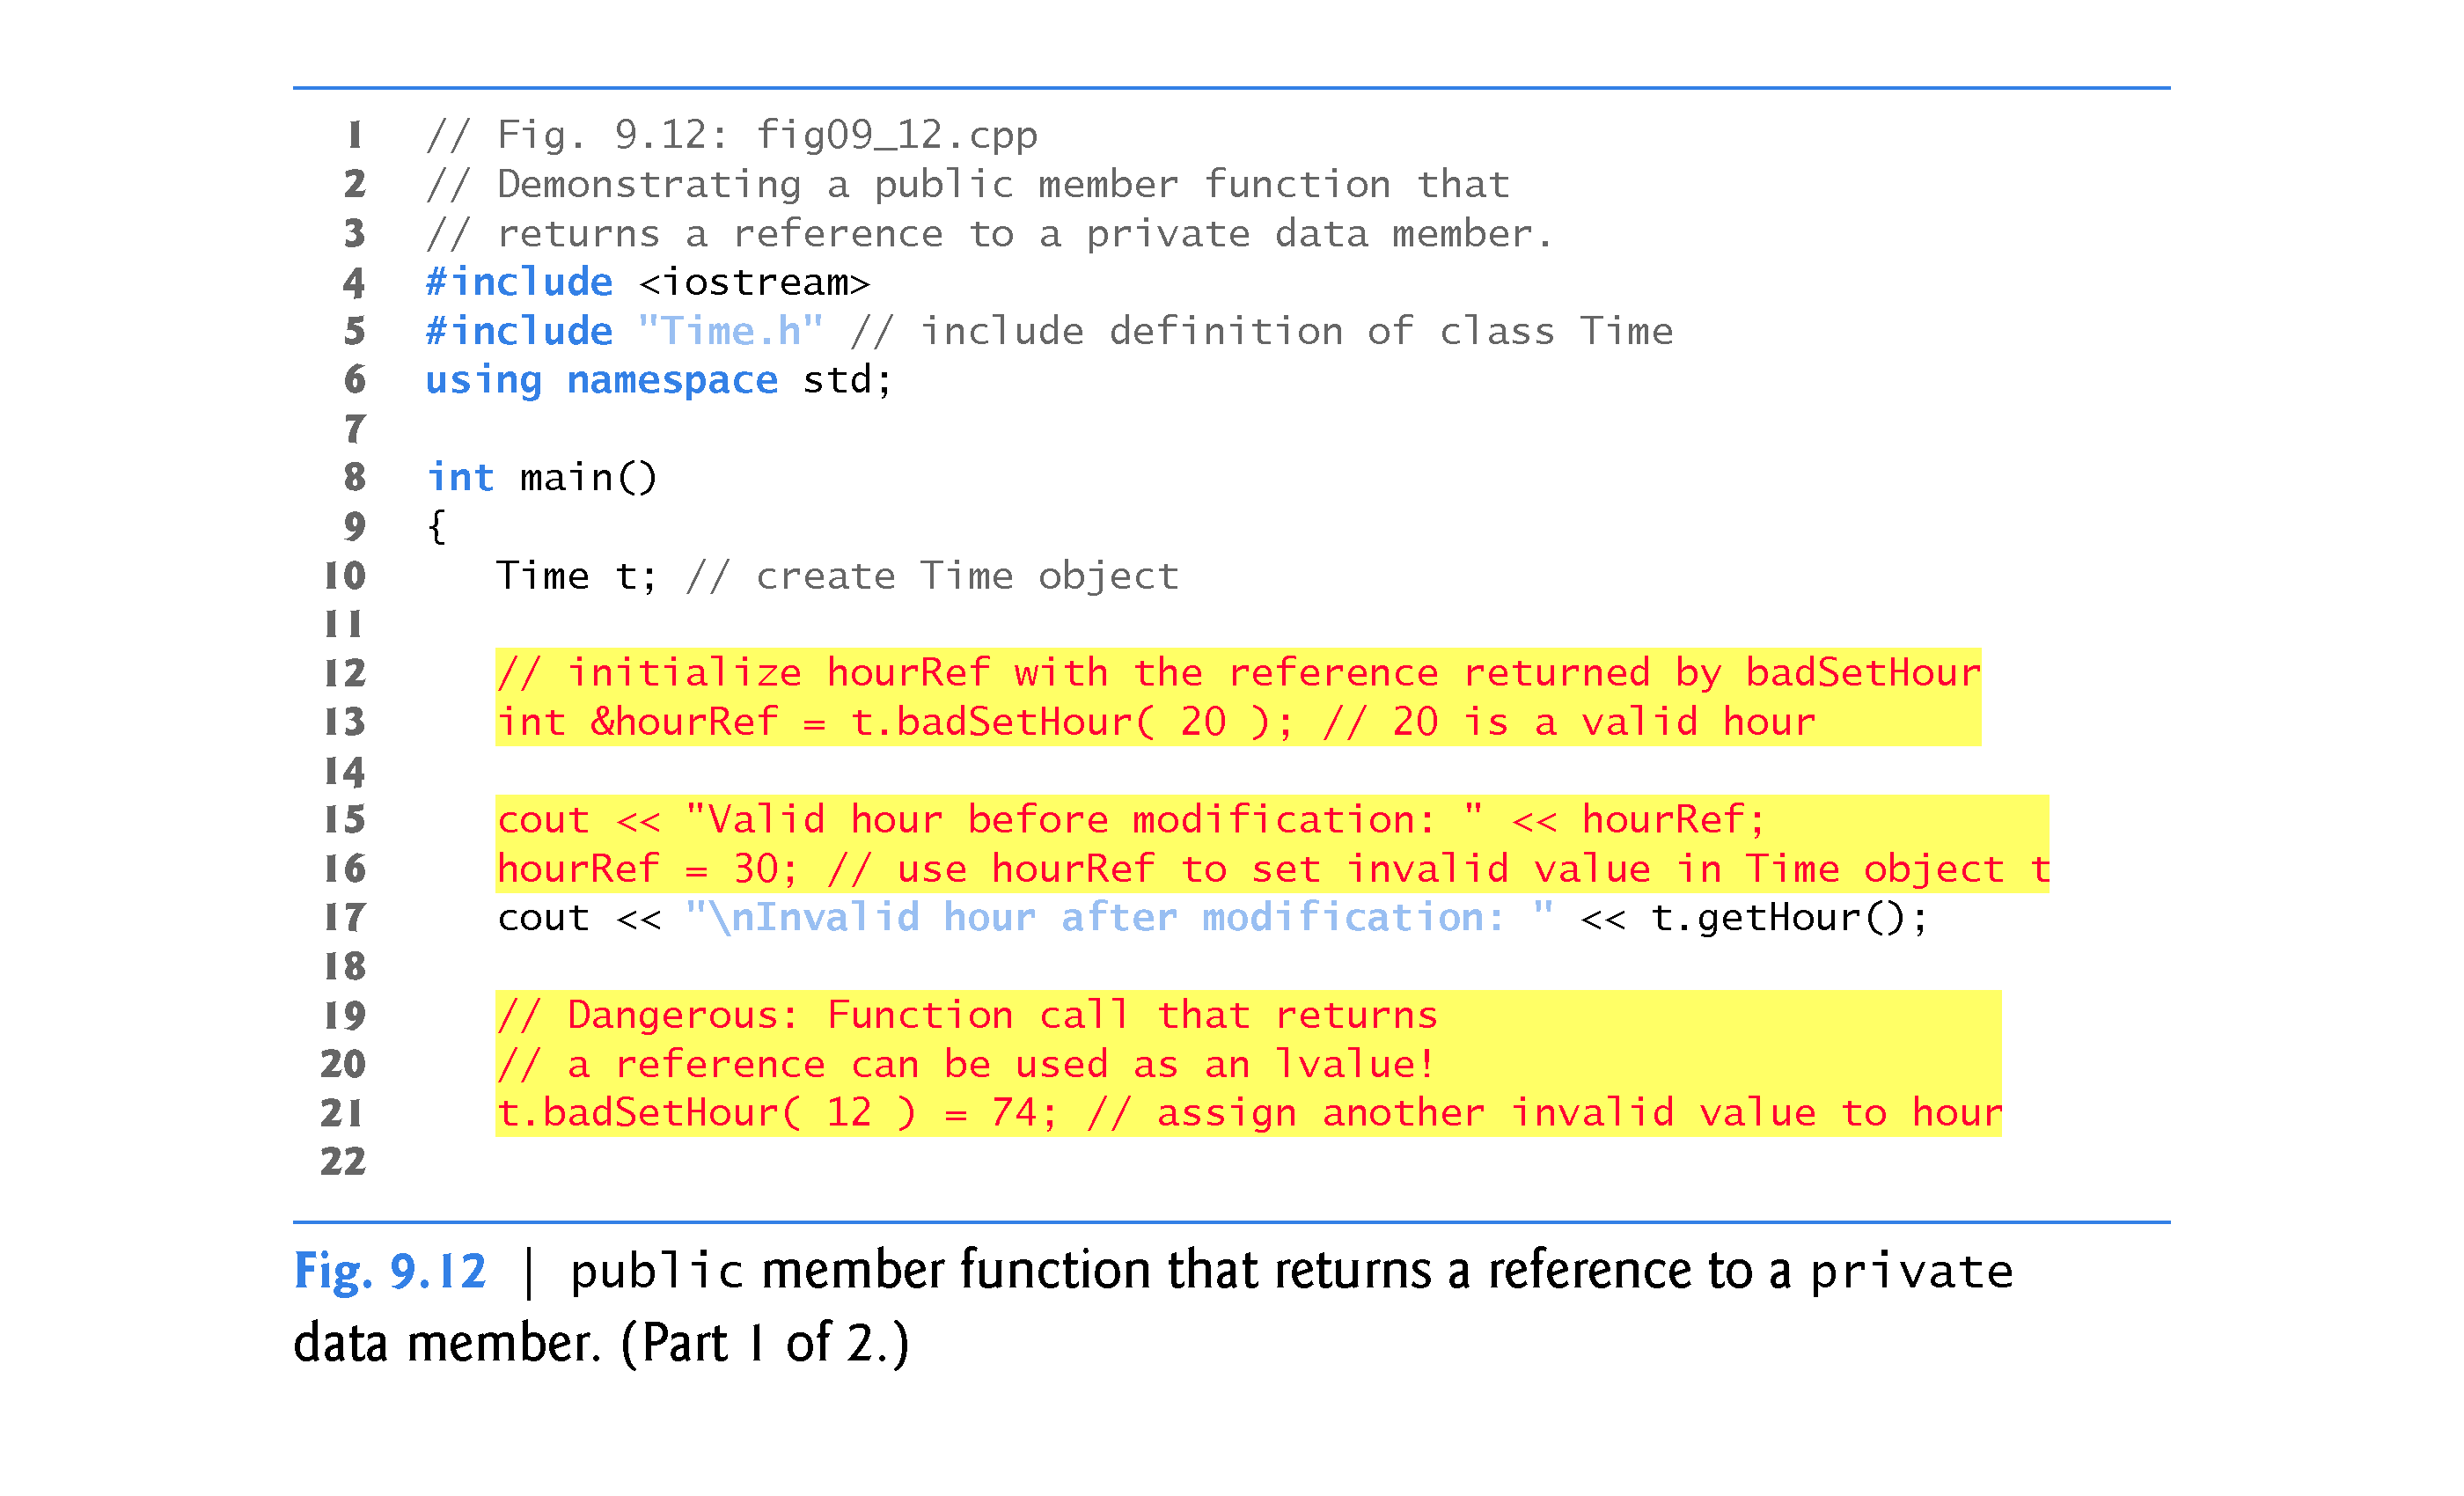 1 // Fig. 9.12: fig09_12.cpp
2 // Demonstrating a public member function that
3 // returns a reference to a private data member.
4 #include <iostream>
5 #include "Time.h" // include definition of class Time
6 using namespace std;
7
8 int main()
9 {
10 Time t; // create Time object
11
12 // initialize hourRef with the reference returned by badSetHour
13 int &hourRef = t.badSetHour( 20 ); // 20 is a valid hour
14
15 cout << "Valid hour before modification: " << hourRef;
16 hourRef = 30; // use hourRef to set invalid value in Time object t
17 cout << "\nInvalid hour after modification: " << t.getHour();
18
19 // Dangerous: Function call that returns
20 // a reference can be used as an lvalue!
21 t.badSetHour( 12 ) = 74; // assign another invalid value to hour
22
Fig. 9.12 | public member function that returns a reference to a private
data member. (Part 1 of 2.)